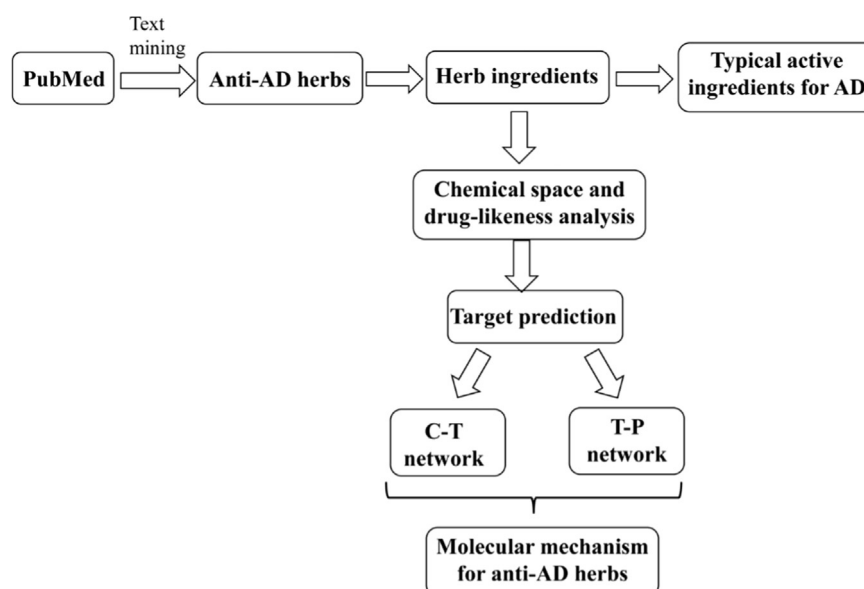 Text
mining
PubMed
Anti-AD herbs
Herb ingredients
Typical active
ingredients for AD
Chemical space and
drug-likeness analysis
Target prediction
C-T
network
T-P
network
Molecular mechanism
for anti-AD herbs